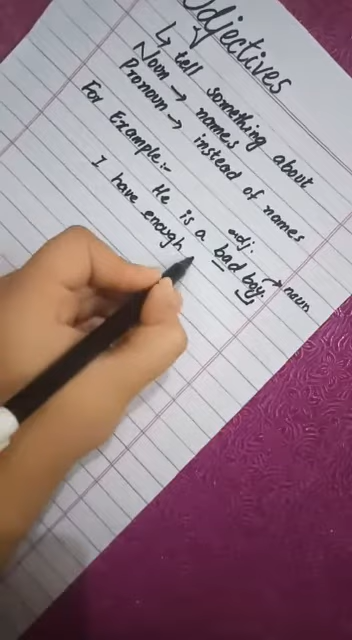 Adjectives
↳ tell something about
Noun → names
Pronoun → instead of names
For Example:-
adj.
He is a bad boy. → noun
I have enough